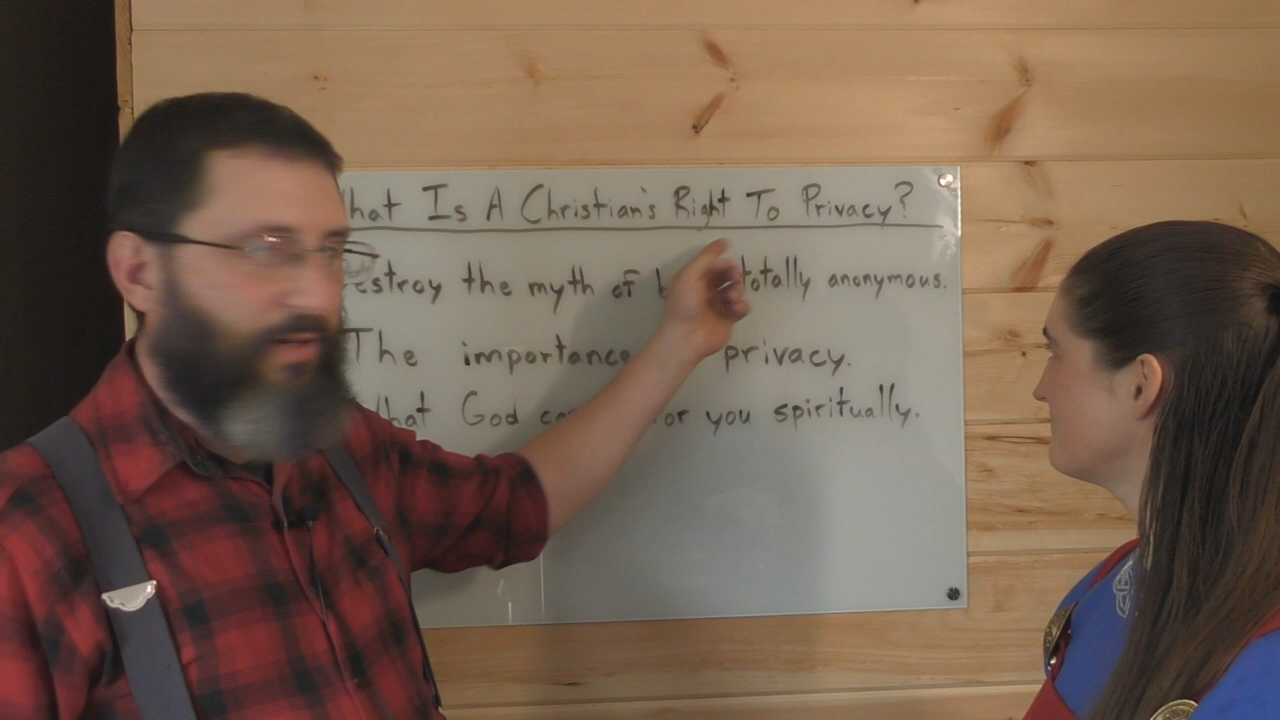 hat Is A Christian's Right To Privacy?
estroy the myth of totally anonymous.
The importance privacy.
hat God you spiritually.